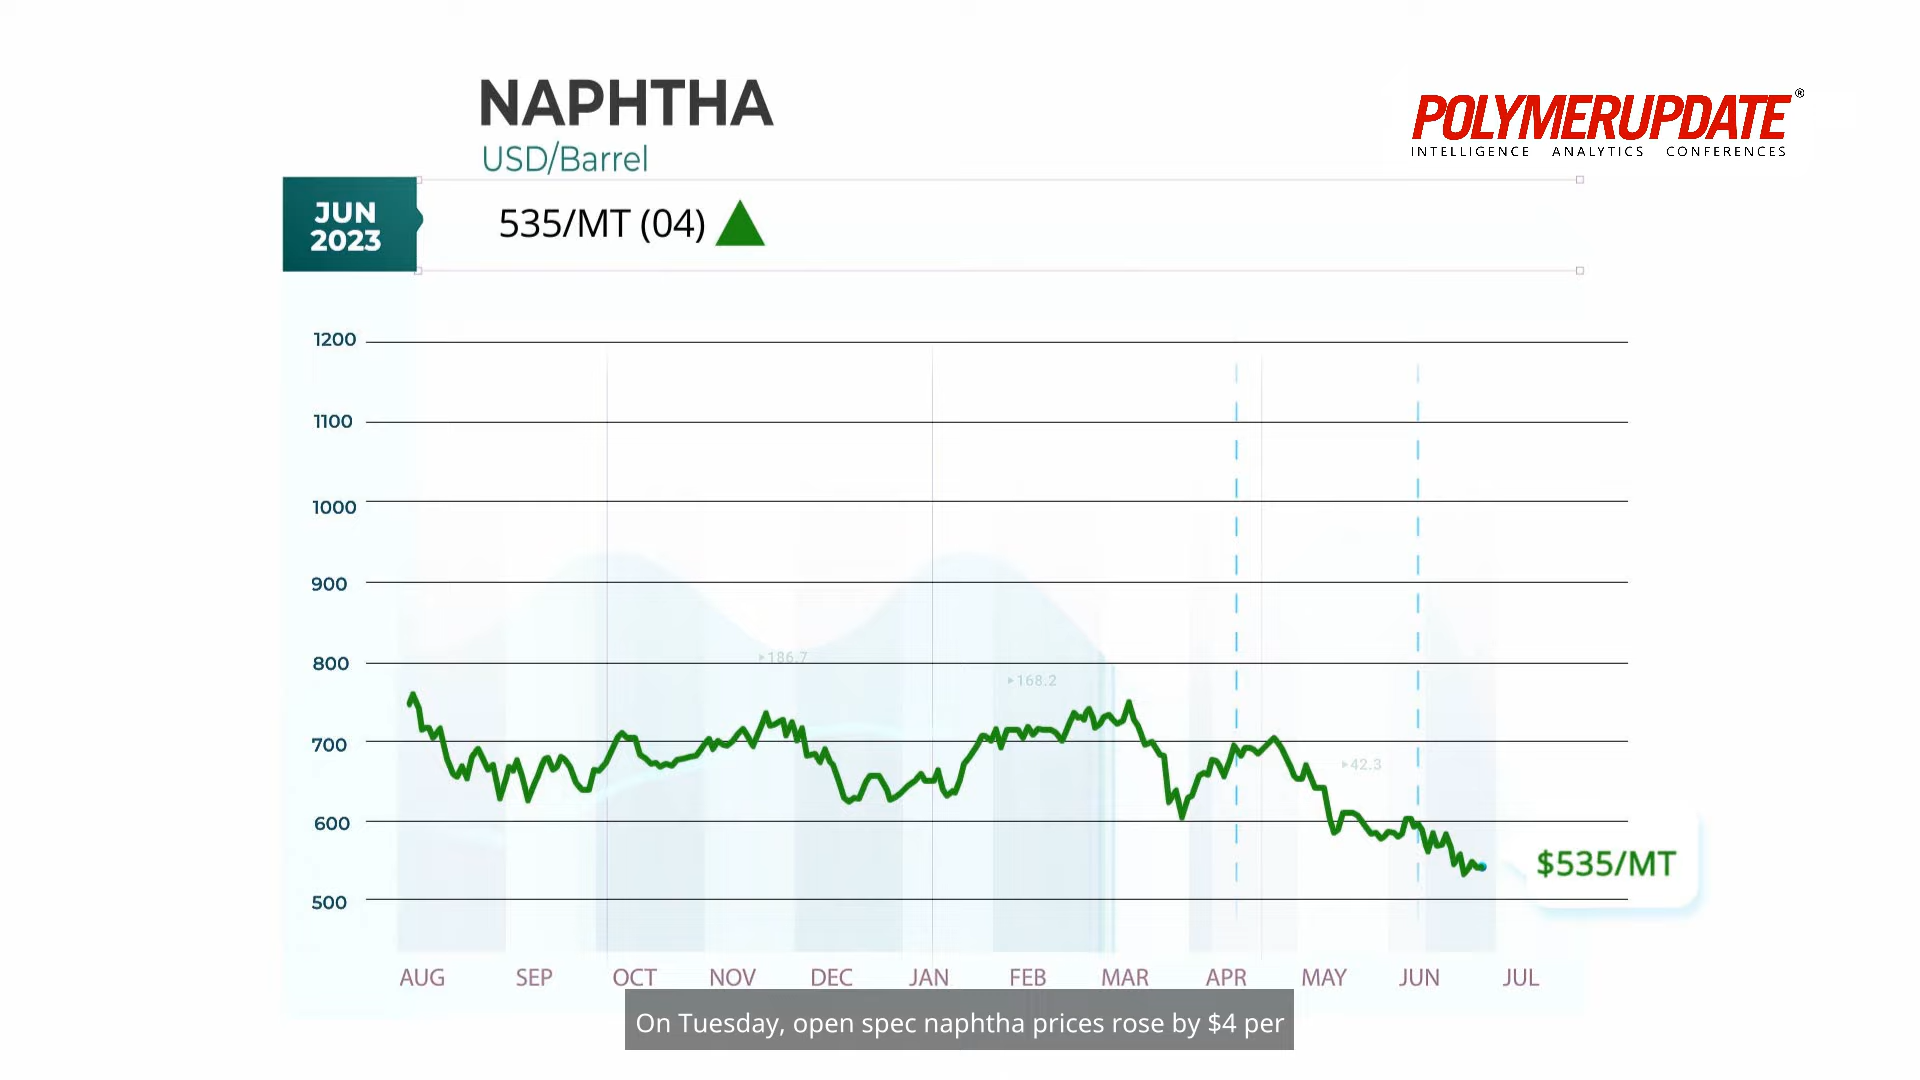 NAPHTHA
USD/Barrel
POLYMERUPDATE®
INTELLIGENCE ANALYTICS CONFERENCES
JUN
2023
535/MT (04)
1200
1100
1000
900
800
700
600
500
186.7
168.2
42.3
$535/MT
AUG SEP OCT NOV DEC JAN FEB MAR APR MAY JUN JUL
On Tuesday, open spec naphtha prices rose by $4 per